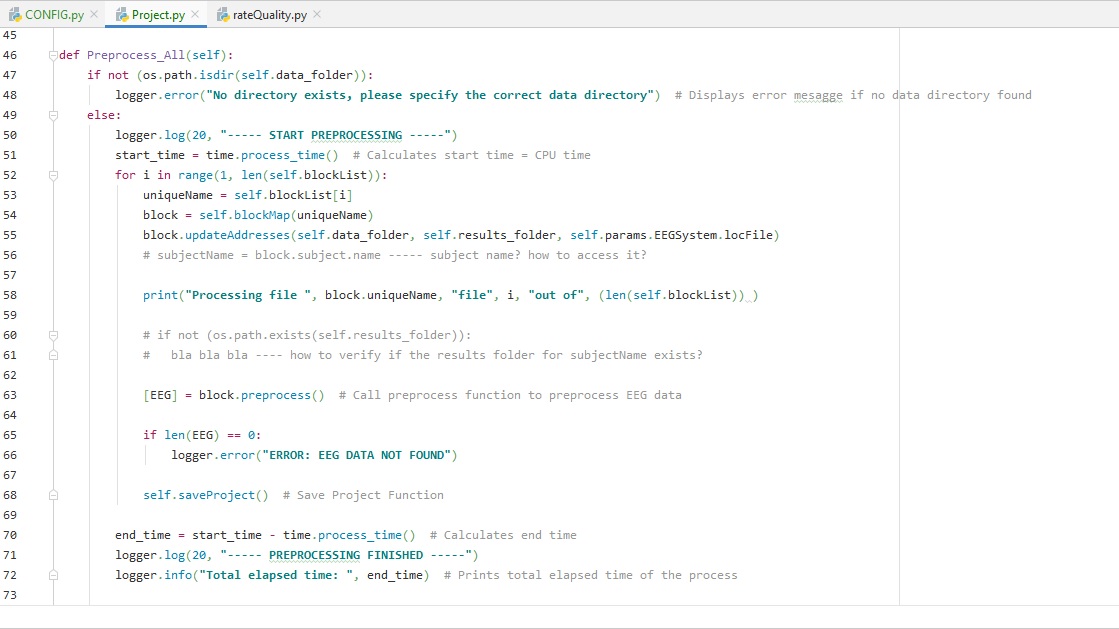 CONFIG.py × Project.py × rateQuality.py ×
45
46 def Preprocess_All(self):
47 if not (os.path.isdir(self.data_folder)):
48 logger.error("No directory exists, please specify the correct data directory")  # Displays error mesagge if no data directory found
49 else:
50 logger.log(20, "----- START PREPROCESSING -----")
51 start_time = time.process_time()  # Calculates start time = CPU time
52 for i in range(1, len(self.blockList)):
53 uniqueName = self.blockList[i]
54 block = self.blockMap(uniqueName)
55 block.updateAddresses(self.data_folder, self.results_folder, self.params.EEGSystem.locFile)
56 # subjectName = block.subject.name ----- subject name? how to access it?
57
58 print("Processing file ", block.uniqueName, "file", i, "out of", (len(self.blockList)) )
59
60 # if not (os.path.exists(self.results_folder)):
61 #   bla bla bla ---- how to verify if the results folder for subjectName exists?
62
63 [EEG] = block.preprocess()  # Call preprocess function to preprocess EEG data
64
65 if len(EEG) == 0:
66 logger.error("ERROR: EEG DATA NOT FOUND")
67
68 self.saveProject()  # Save Project Function
69
70 end_time = start_time - time.process_time()  # Calculates end time
71 logger.log(20, "----- PREPROCESSING FINISHED -----")
72 logger.info("Total elapsed time: ", end_time)  # Prints total elapsed time of the process
73